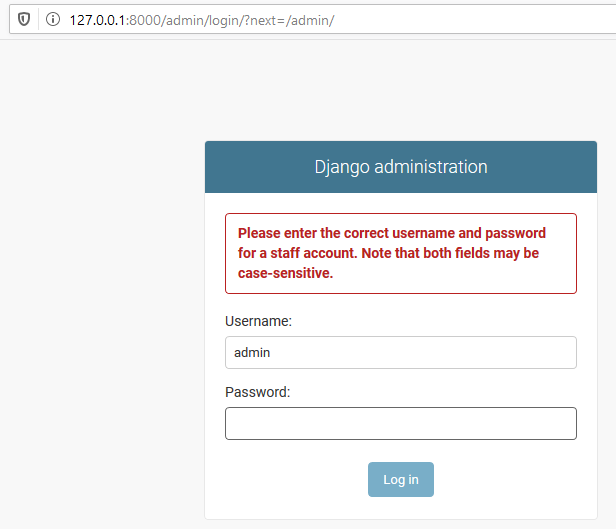 127.0.0.1:8000/admin/login/?next=/admin/
Django administration
Please enter the correct username and password
for a staff account. Note that both fields may be
case-sensitive.
Username:
admin
Password:
Log in